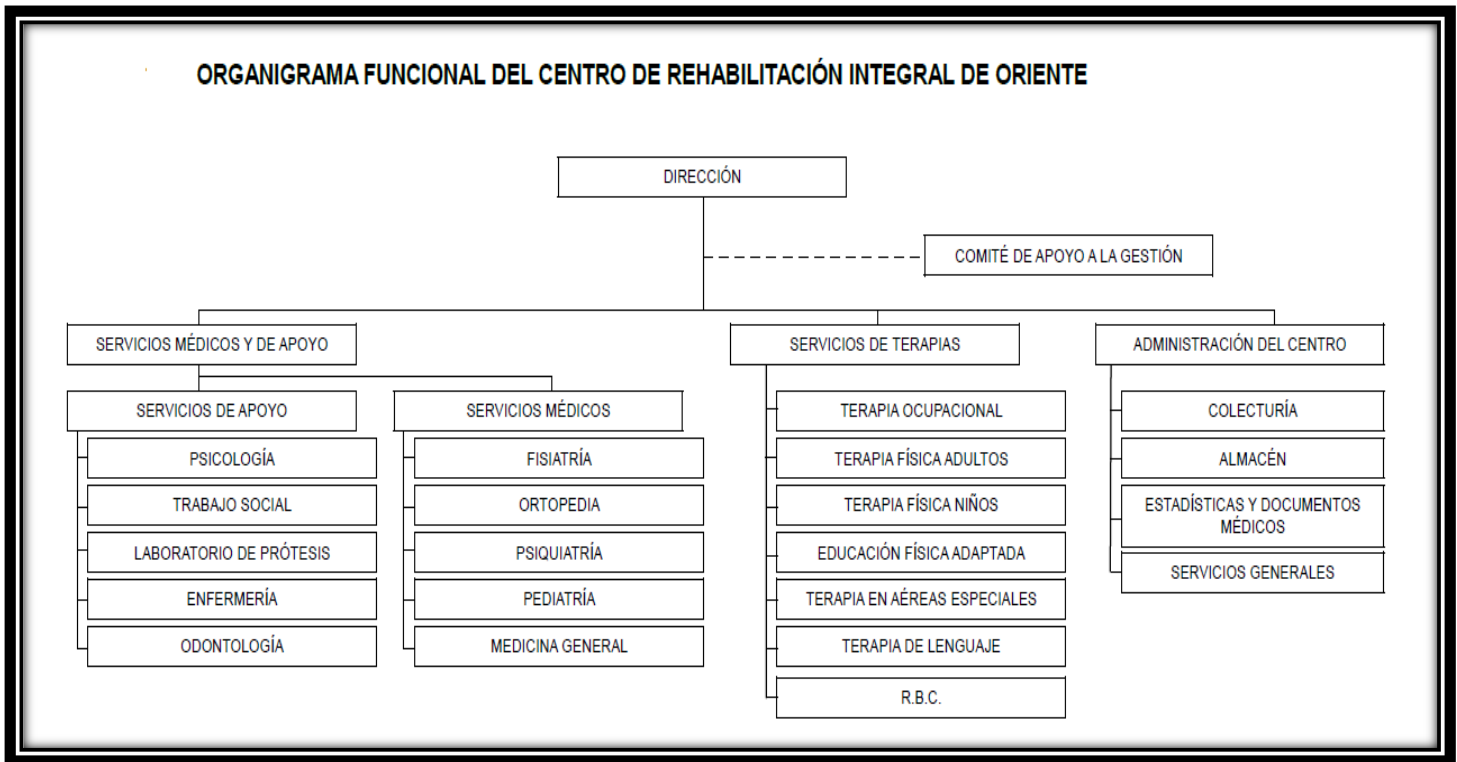 ORGANIGRAMA FUNCIONAL DEL CENTRO DE REHABILITACIÓN INTEGRAL DE ORIENTE
DIRECCIÓN
COMITÉ DE APOYO A LA GESTIÓN
SERVICIOS MÉDICOS Y DE APOYO
SERVICIOS DE APOYO
PSICOLOGÍA
TRABAJO SOCIAL
LABORATORIO DE PRÓTESIS
ENFERMERÍA
ODONTOLOGÍA
SERVICIOS MÉDICOS
FISIATRÍA
ORTOPEDIA
PSIQUIATRÍA
PEDIATRÍA
MEDICINA GENERAL
SERVICIOS DE TERAPIAS
TERAPIA OCUPACIONAL
TERAPIA FÍSICA ADULTOS
TERAPIA FÍSICA NIÑOS
EDUCACIÓN FÍSICA ADAPTADA
TERAPIA EN AÉREAS ESPECIALES
TERAPIA DE LENGUAJE
R.B.C.
ADMINISTRACIÓN DEL CENTRO
COLECTURÍA
ALMACÉN
ESTADÍSTICAS Y DOCUMENTOS
MÉDICOS
SERVICIOS GENERALES